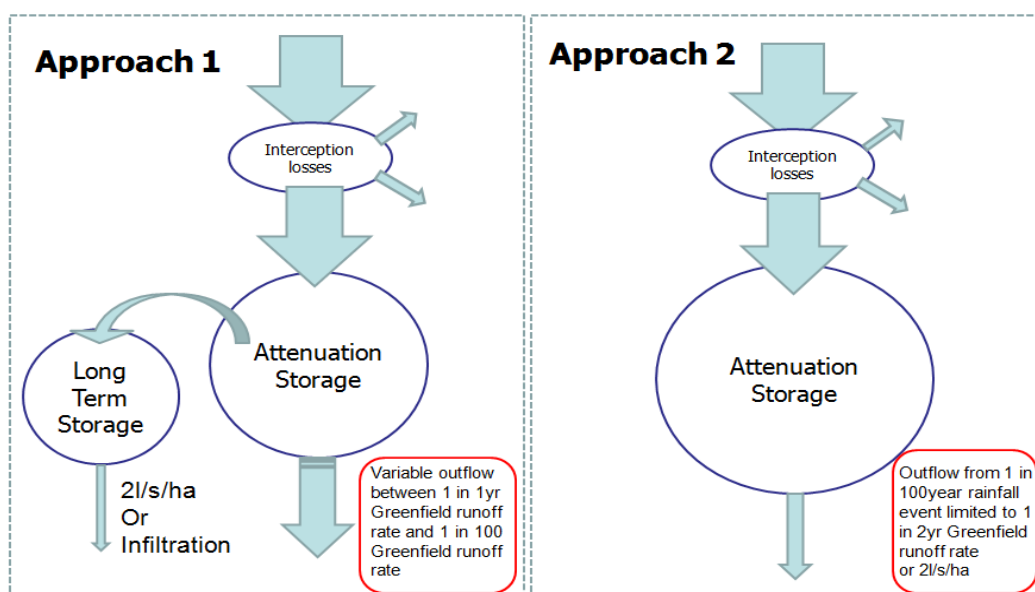 Approach 1
Interception
losses
Attenuation
Storage
Long
Term
Storage
2l/s/ha
Or
Infiltration
Variable outflow
between 1 in 1yr
Greenfield runoff
rate and 1 in 100
Greenfield runoff
rate
Approach 2
Interception
losses
Attenuation
Storage
Outflow from 1 in
100year rainfall
event limited to 1
in 2yr Greenfield
runoff rate
or 2l/s/ha